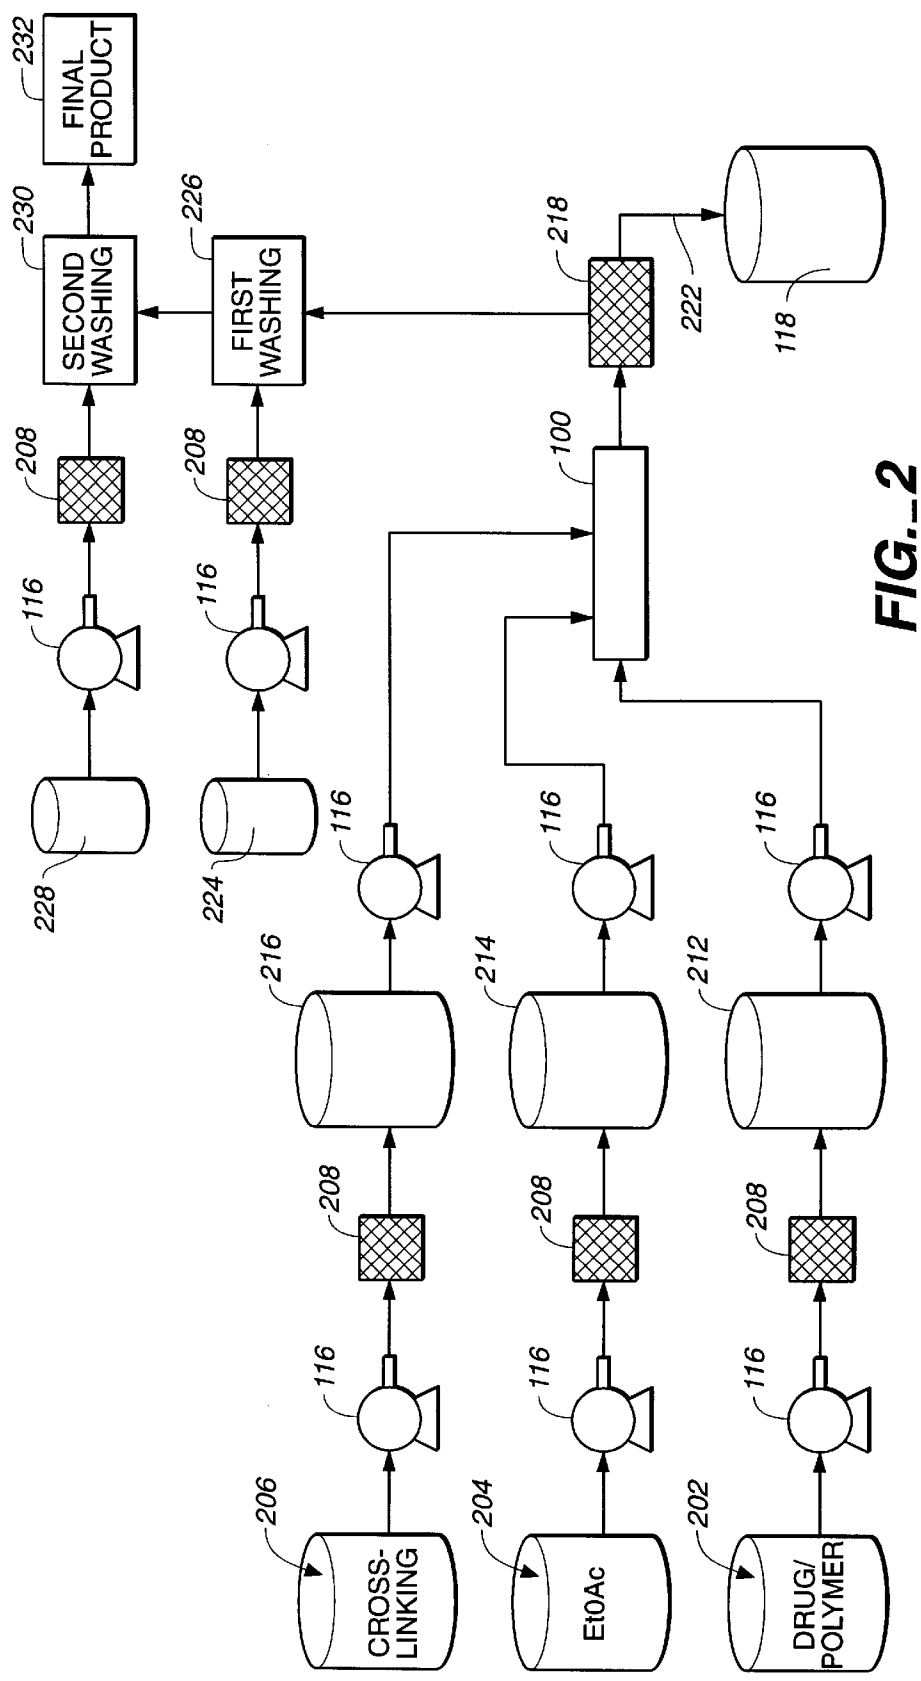 206
CROSS-
LINKING
116
208
216
116
204
Et0Ac
116
208
214
116
202
DRUG/
POLYMER
116
208
212
116
228
116
208
230
SECOND
WASHING
232
FINAL
PRODUCT
224
116
208
226
FIRST
WASHING
100
218
222
118
FIG._2